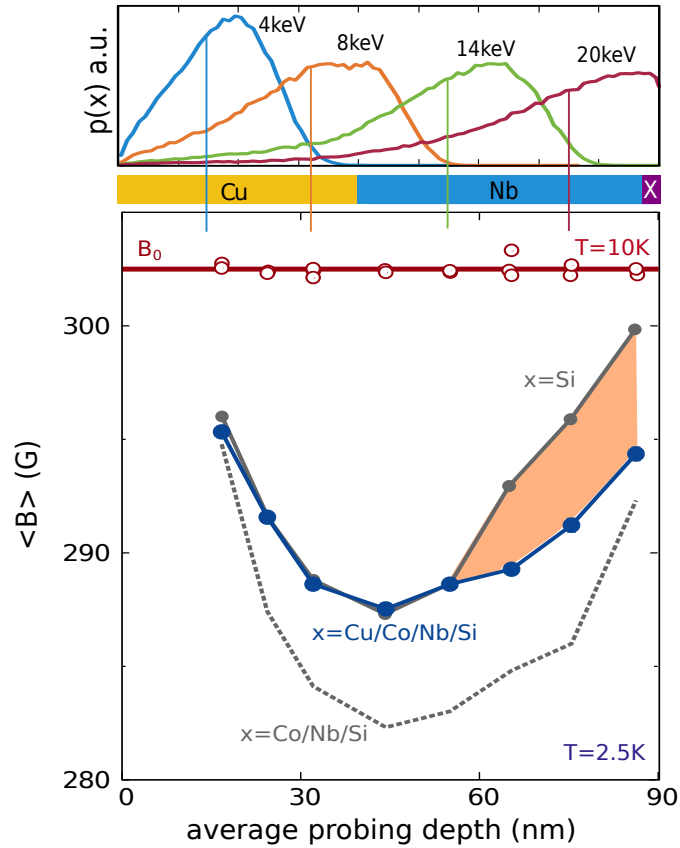 4keV
8keV
14keV
20keV
p(x) a.u.
Cu
Nb
X
B0
T=10K
300
x=Si
<B> (G)
290
x=Cu/Co/Nb/Si
x=Co/Nb/Si
T=2.5K
280
0 30 60 90
average probing depth (nm)